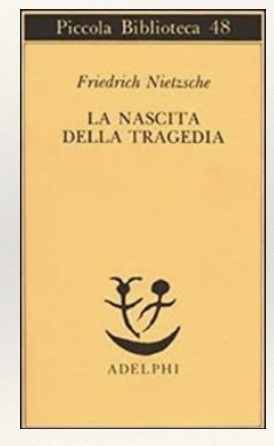 Piccola Biblioteca 48
Friedrich Nietzsche
LA NASCITA
DELLA TRAGEDIA
ADELPHI